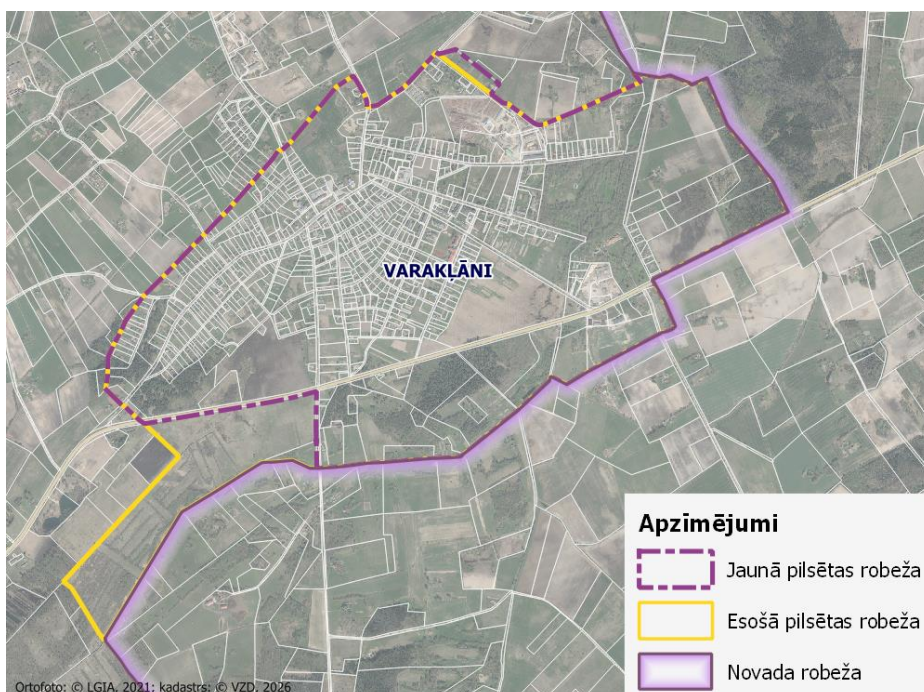 VARAKĻĀNI
Apzīmējumi
Jaunā pilsētas robeža
Esošā pilsētas robeža
Novada robeža
Ortofoto: © LGIA, 2021; kadastrs: © VZD, 2026